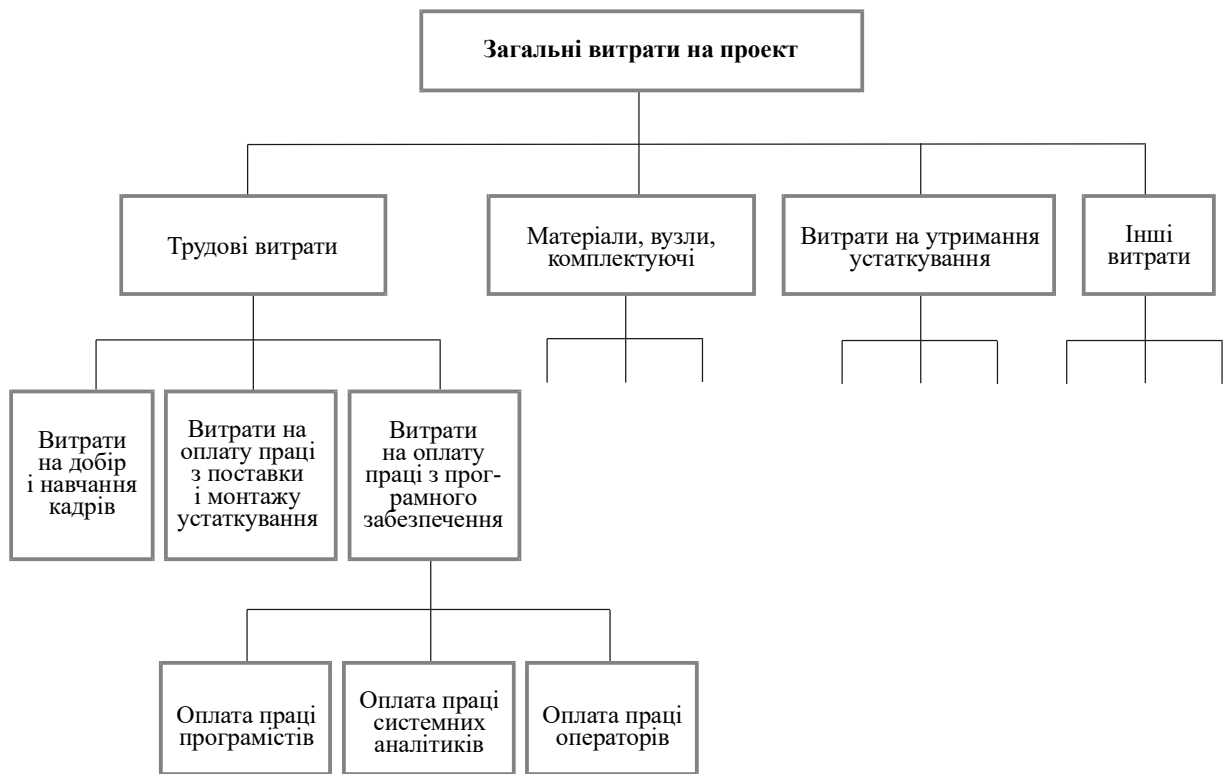 Загальні витрати на проект
Трудові витрати
Матеріали, вузли,
комплектуючі
Витрати на утримання
устаткування
Інші
витрати
Витрати
на добір
і навчання
кадрів
Витрати на
оплату праці
з поставки
і монтажу
устаткування
Витрати
на оплату
праці з прог-
рамного
забезпечення
Оплата праці
програмістів
Оплата праці
системних
аналітиків
Оплата праці
операторів